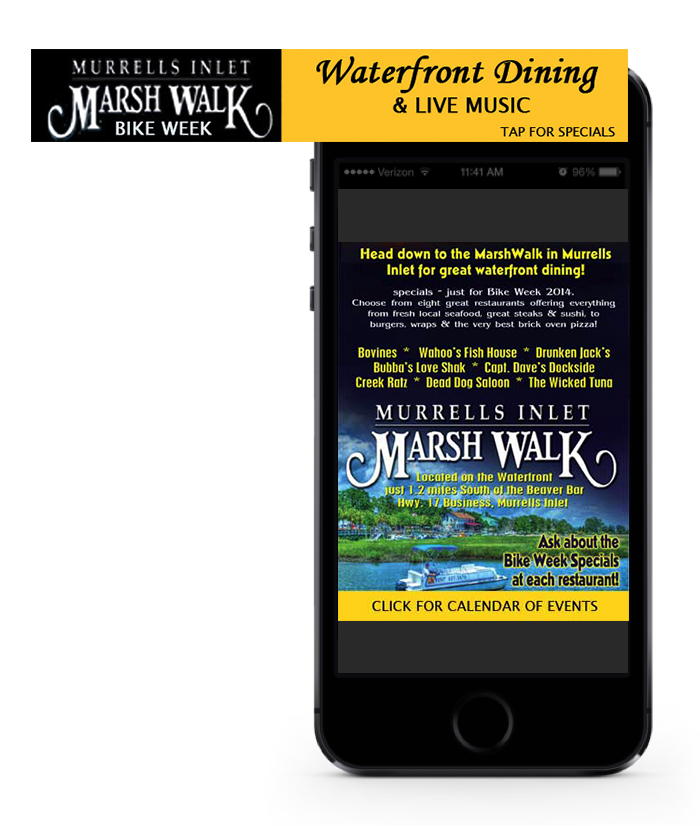 MURRELLS INLET
MARSH WALK
BIKE WEEK
Waterfront Dining
& LIVE MUSIC
TAP FOR SPECIALS
Verizon 11:41 AM 96%
Head down to the MarshWalk in Murrells
Inlet for great waterfront dining!
specials - just for Bike Week 2014.
Choose from eight great restaurants offering everything
from fresh local seafood, great steaks & sushi, to
burgers, wraps & the very best brick oven pizza!
Bovines * Wahoo's Fish House * Drunken Jack's
Bubba's Love Shak * Capt. Dave's Dockside
Creek Ratz * Dead Dog Saloon * The Wicked Tuna
MURRELLS INLET
MARSH WALK
Located on the Waterfront
just 1.2 miles South of the Beaver Bar
Hwy. 17 Business, Murrells Inlet
Ask about the
Bike Week Specials
at each restaurant!
CLICK FOR CALENDAR OF EVENTS